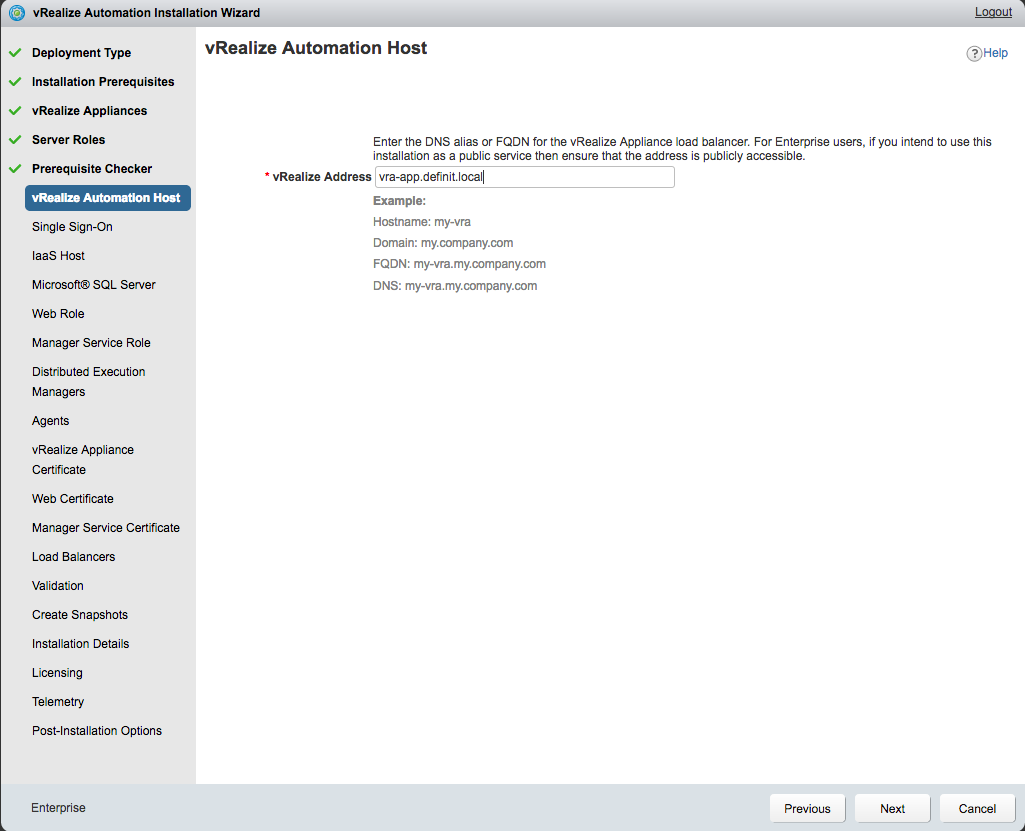 vRealize Automation Installation Wizard
Logout
Deployment Type
Installation Prerequisites
vRealize Appliances
Server Roles
Prerequisite Checker
vRealize Automation Host
Single Sign-On
IaaS Host
Microsoft® SQL Server
Web Role
Manager Service Role
Distributed Execution
Managers
Agents
vRealize Appliance
Certificate
Web Certificate
Manager Service Certificate
Load Balancers
Validation
Create Snapshots
Installation Details
Licensing
Telemetry
Post-Installation Options
vRealize Automation Host
? Help
Enter the DNS alias or FQDN for the vRealize Appliance load balancer. For Enterprise users, if you intend to use this
installation as a public service then ensure that the address is publicly accessible.
* vRealize Address vra-app.definit.local
Example:
Hostname: my-vra
Domain: my.company.com
FQDN: my-vra.my.company.com
DNS: my-vra.my.company.com
Enterprise
Previous
Next
Cancel